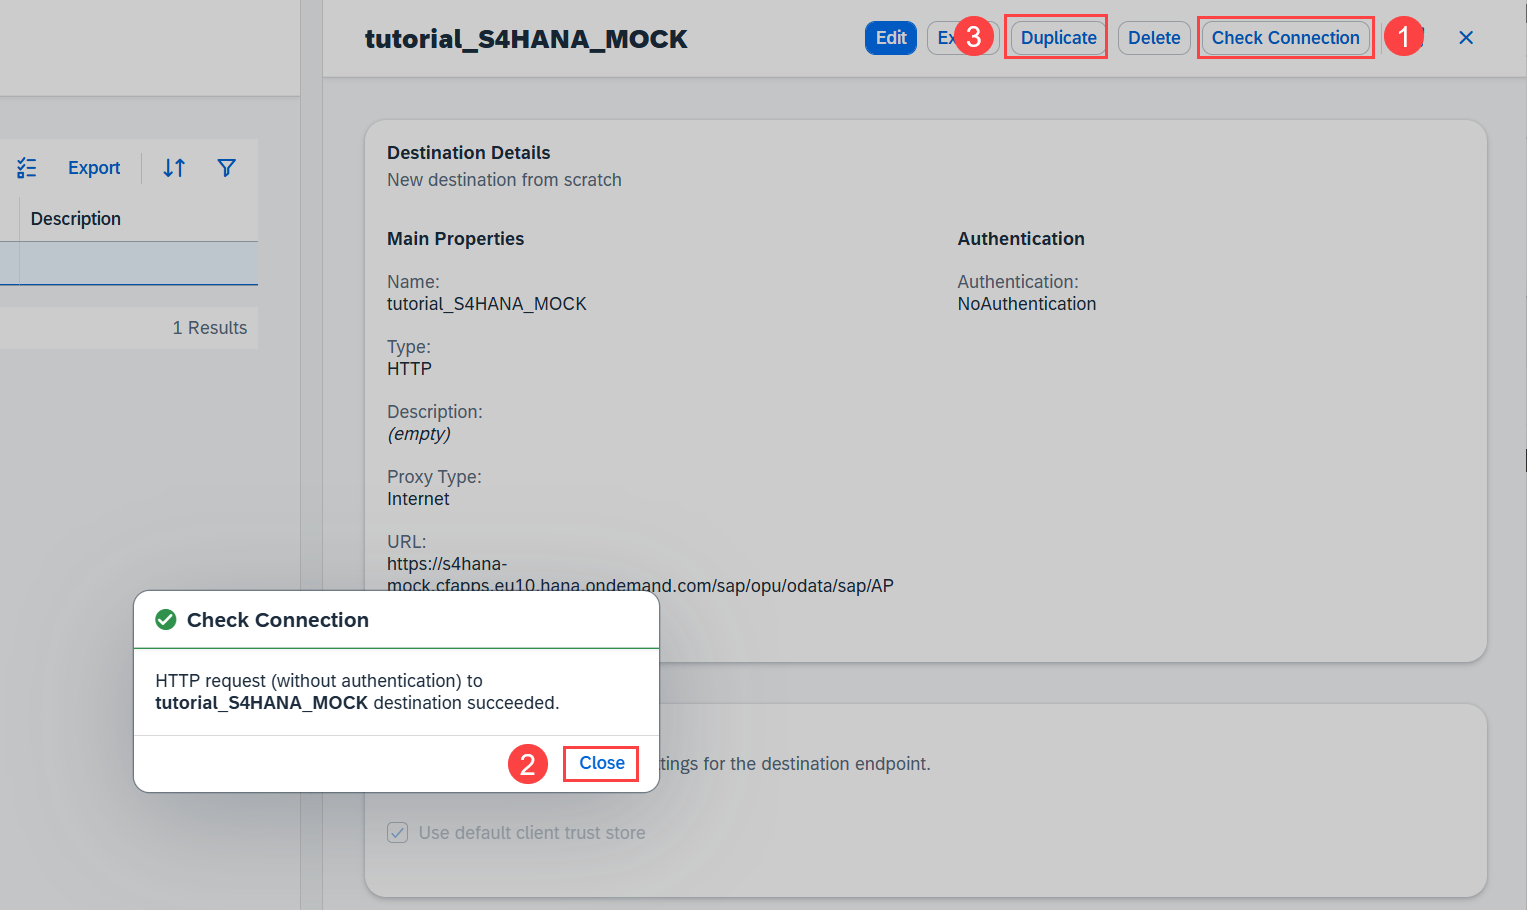 tutorial_S4HANA_MOCK
Edit
3
Duplicate
Delete
Check Connection
1
Export
Description
1 Results
Destination Details
New destination from scratch
Main Properties
Name:
tutorial_S4HANA_MOCK
Type:
HTTP
Description:
(empty)
Proxy Type:
Internet
URL:
https://s4hana-
mock.cfapps.eu10.hana.ondemand.com/sap/opu/odata/sap/AP
Authentication
Authentication:
NoAuthentication
Check Connection
HTTP request (without authentication) to
tutorial_S4HANA_MOCK destination succeeded.
2
Close
for the destination endpoint.
Use default client trust store